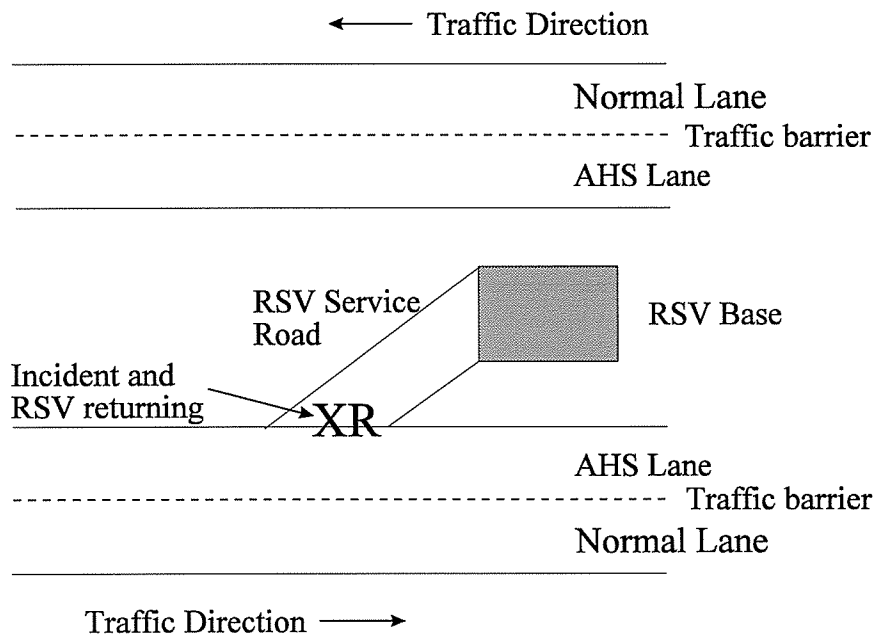 Traffic Direction
Normal Lane
Traffic barrier
AHS Lane
RSV Service
Road
RSV Base
Incident and
RSV returning
XR
AHS Lane
Traffic barrier
Normal Lane
Traffic Direction